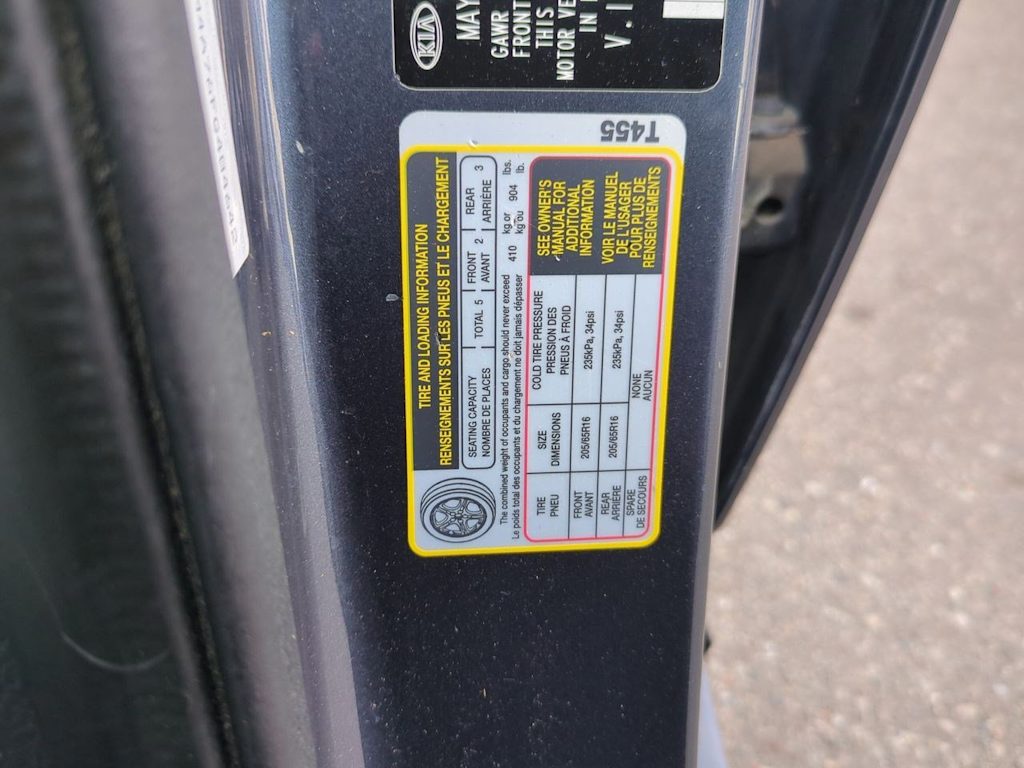 KIA
MAY
GAWR
FRONT
THIS
MOTOR VE
IN
V.I
T455
TIRE AND LOADING INFORMATION
RENSEIGNEMENTS SUR LES PNEUS ET LE CHARGEMENT
SEATING CAPACITY
NOMBRE DE PLACES
TOTAL 5
FRONT
AVANT 2
REAR
ARRIÈRE 3
The combined weight of occupants and cargo should never exceed 410 kg or 904 lbs.
Le poids total des occupants et du chargement ne doit jamais dépasser kg ou lb.
TIRE
PNEU
SIZE
DIMENSIONS
COLD TIRE PRESSURE
PRESSION DES
PNEUS À FROID
FRONT
AVANT
205/65R16
235kPa, 34psi
REAR
ARRIÈRE
205/65R16
235kPa, 34psi
SPARE
DE SECOURS
NONE
AUCUN
SEE OWNER'S
MANUAL FOR
ADDITIONAL
INFORMATION
VOIR LE MANUEL
DE L'USAGER
POUR PLUS DE
RENSEIGNEMENTS